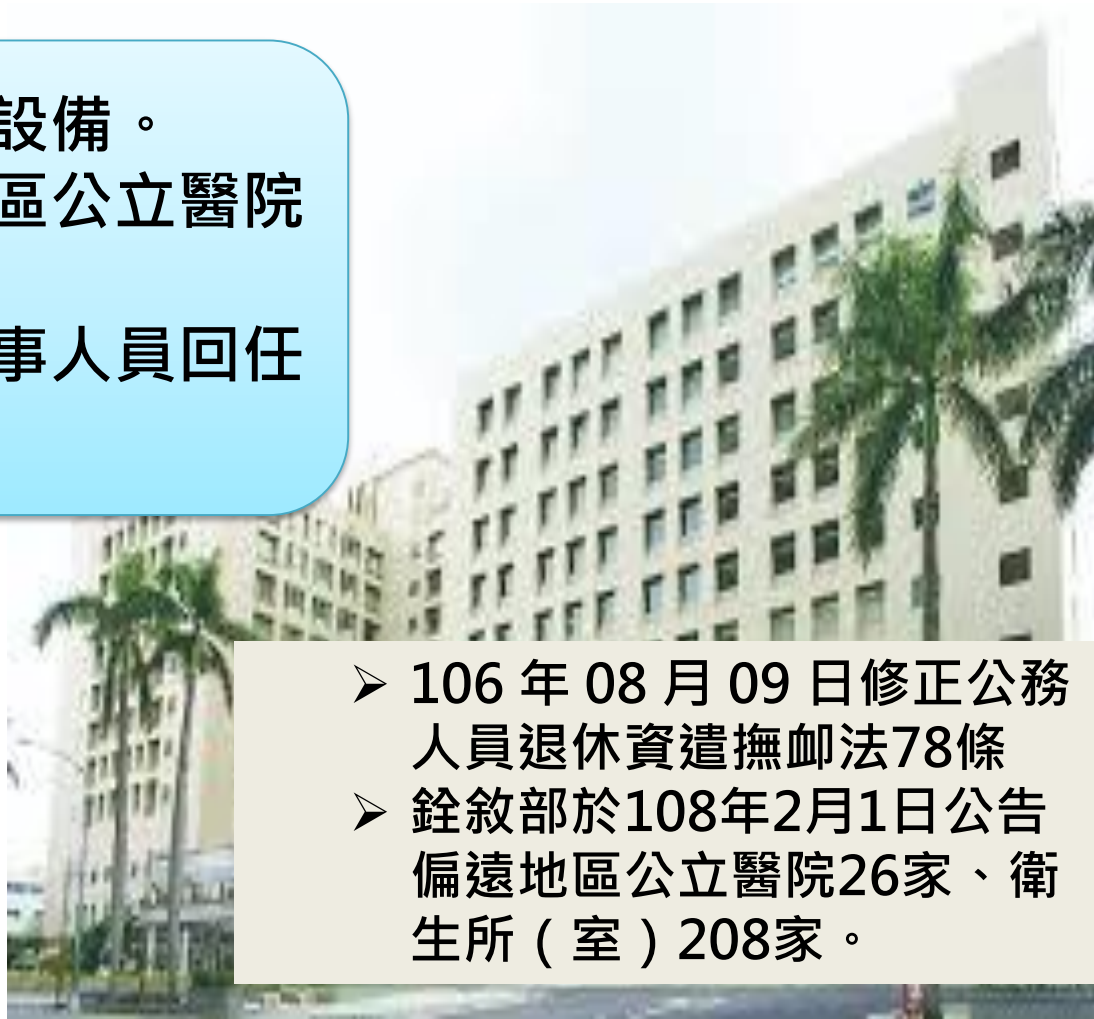 設備。
區公立醫院
事人員回任
➢ 106 年 08 月 09 日修正公務
人員退休資遣撫卹法78條
➢ 銓敘部於108年2月1日公告
偏遠地區公立醫院26家、衛
生所（室）208家。